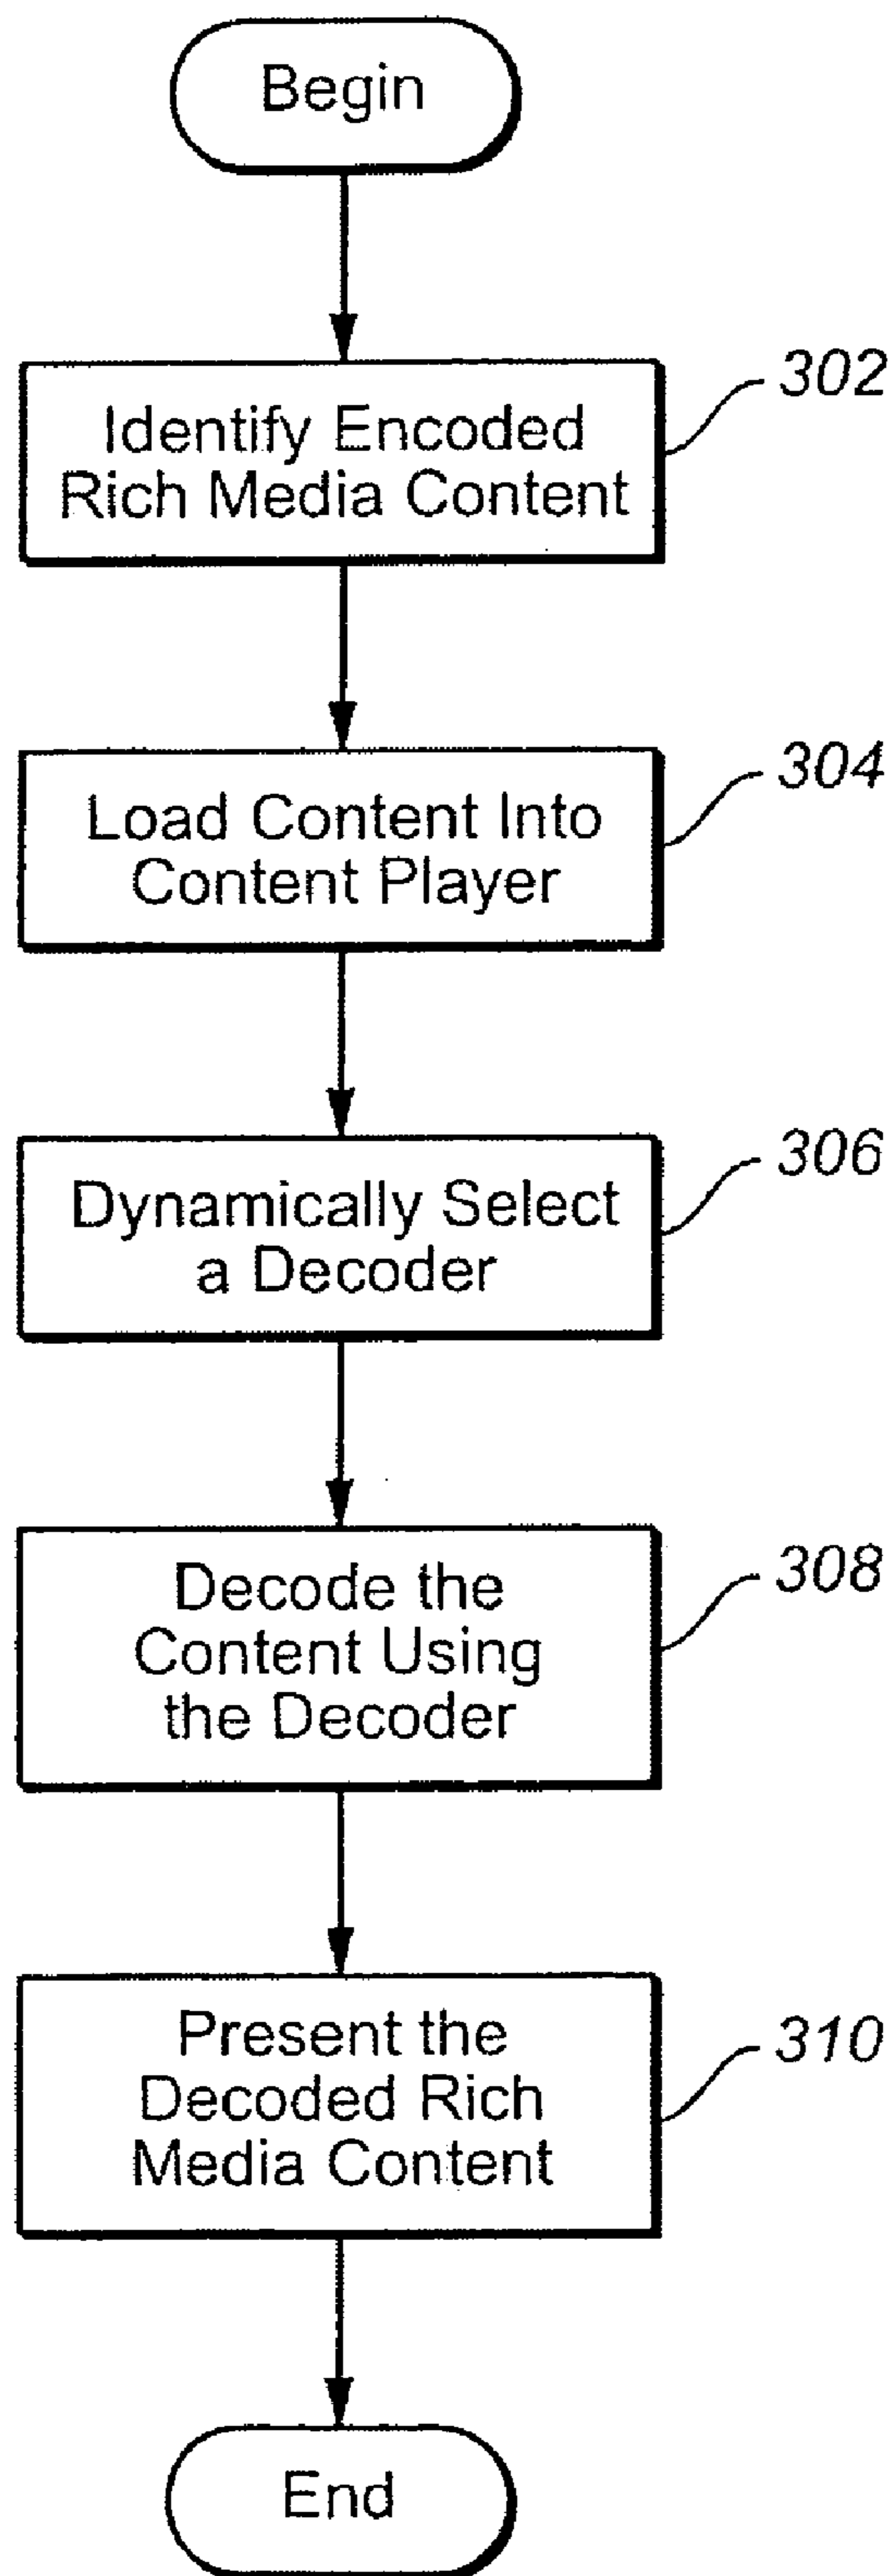 Begin
302
Identify Encoded
Rich Media Content
304
Load Content Into
Content Player
306
Dynamically Select
a Decoder
308
Decode the
Content Using
the Decoder
310
Present the
Decoded Rich
Media Content
End